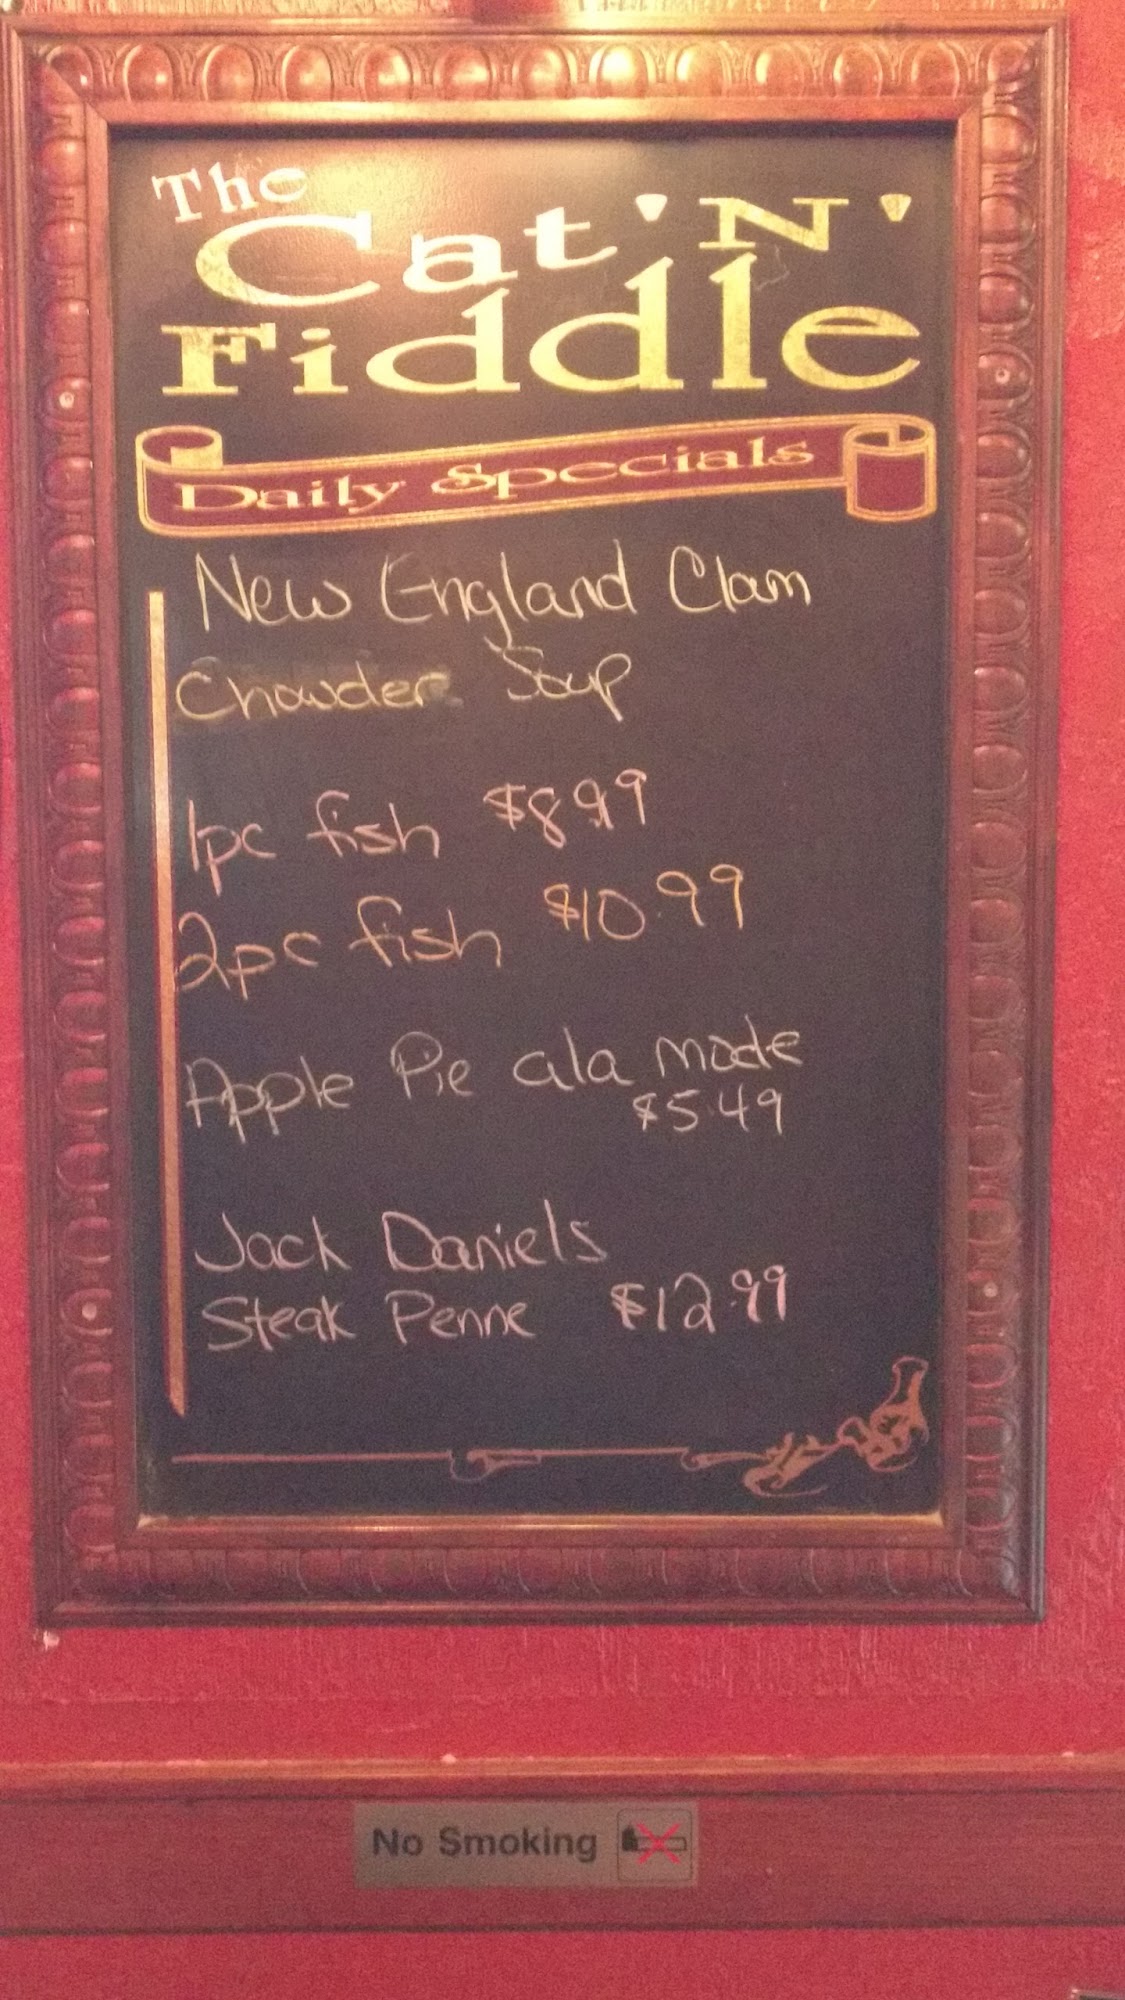 The
Cat 'N'
Fiddle
Daily Specials
New England Clam
Chowder Soup
1pc fish $8.99
2pc fish $10.99
Apple Pie ala mode
$5.49
Jack Daniels
Steak Penne $12.99
No Smoking